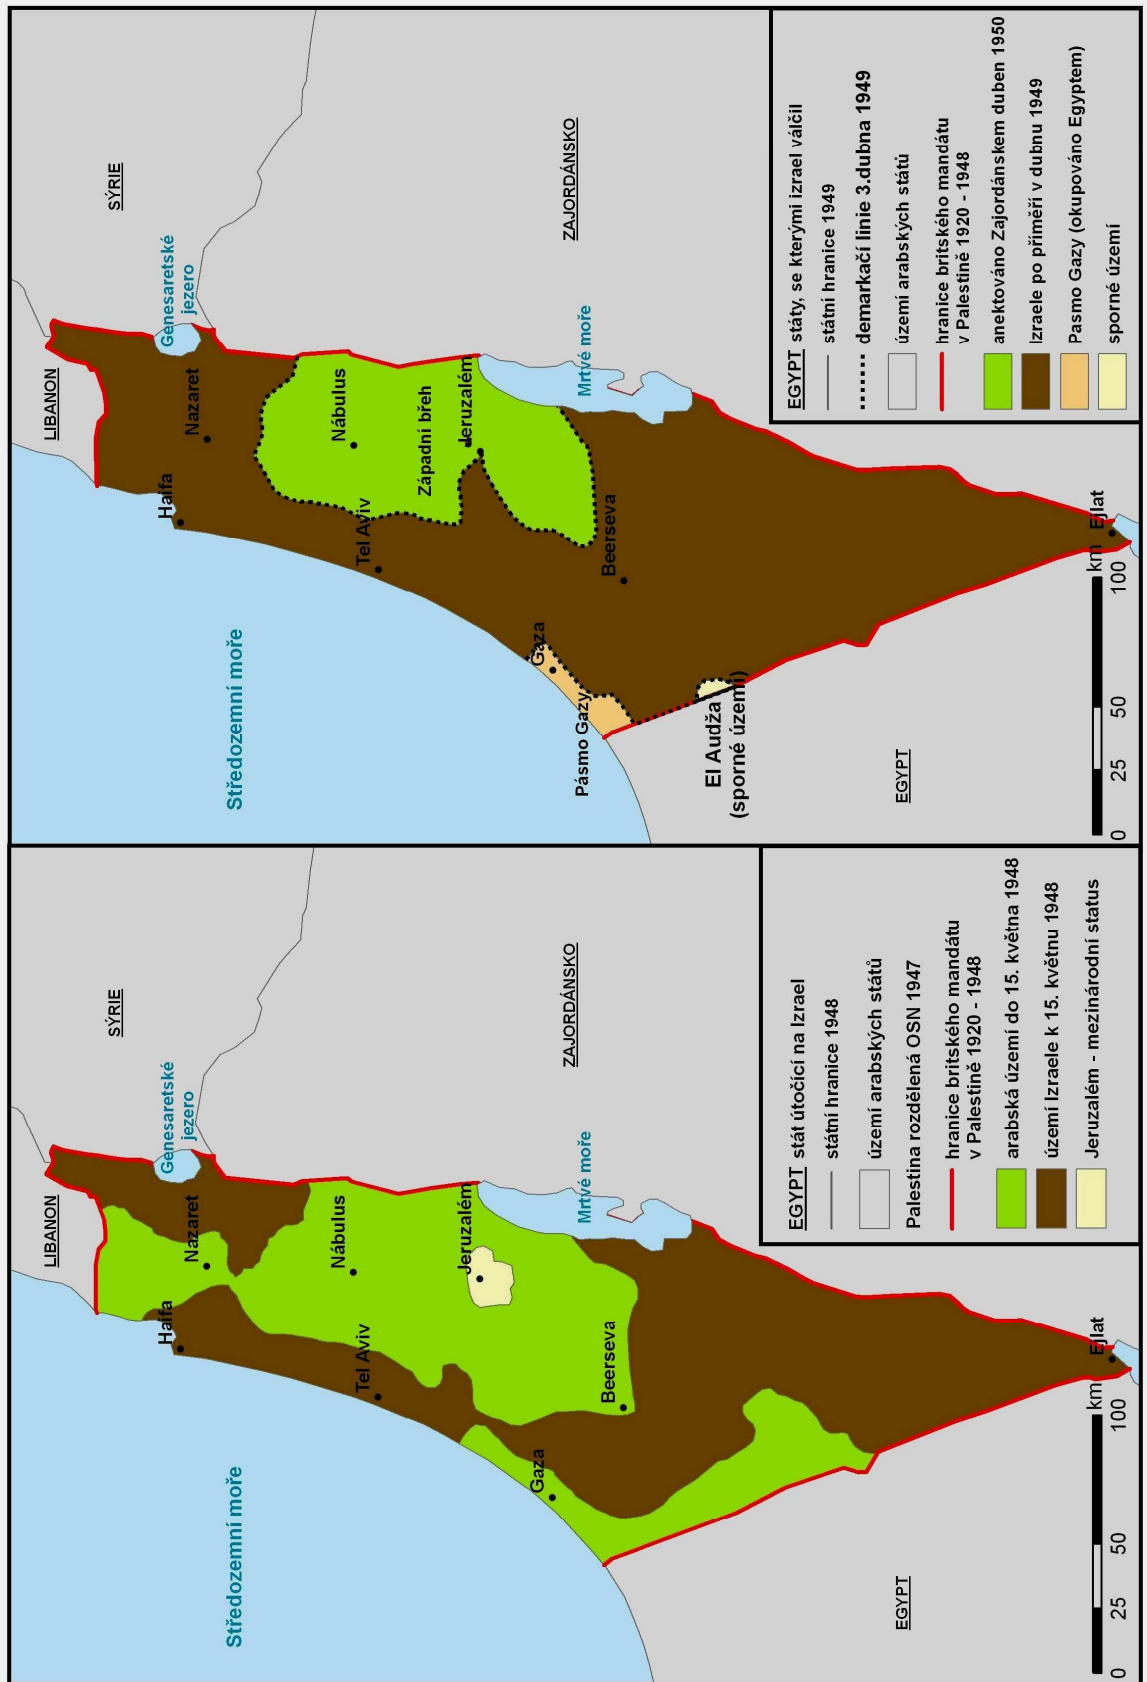 LIBANON
SÝRIE
Haifa
Nazaret
Genesaretské
jezero
Středozemní moře
Tel Aviv
Nábulus
Jeruzalém
Gaza
Beerseva
Mrtvé moře
ZAJORDÁNSKO
EGYPT
Ejlat
0 25 50 100 km
EGYPT stát útočící na Izrael
státní hranice 1948
území arabských států
Palestina rozdělená OSN 1947
hranice britského mandátu
v Palestině 1920 - 1948
arabská území do 15. května 1948
území Izraele k 15. květnu 1948
Jeruzalém - mezinárodní status
LIBANON
SÝRIE
Haifa
Nazaret
Genesaretské
jezero
Středozemní moře
Tel Aviv
Nábulus
Západní břeh
Jeruzalém
Gaza
Pásmo Gazy
Beerseva
Mrtvé moře
ZAJORDÁNSKO
El Audža
(sporné území)
EGYPT
Ejlat
0 25 50 100 km
EGYPT státy, se kterými izrael válčil
státní hranice 1949
demarkačí linie 3.dubna 1949
území arabských států
hranice britského mandátu
v Palestině 1920 - 1948
anektováno Zajordánskem duben 1950
Izraele po příměří v dubnu 1949
Pasmo Gazy (okupováno Egyptem)
sporné území